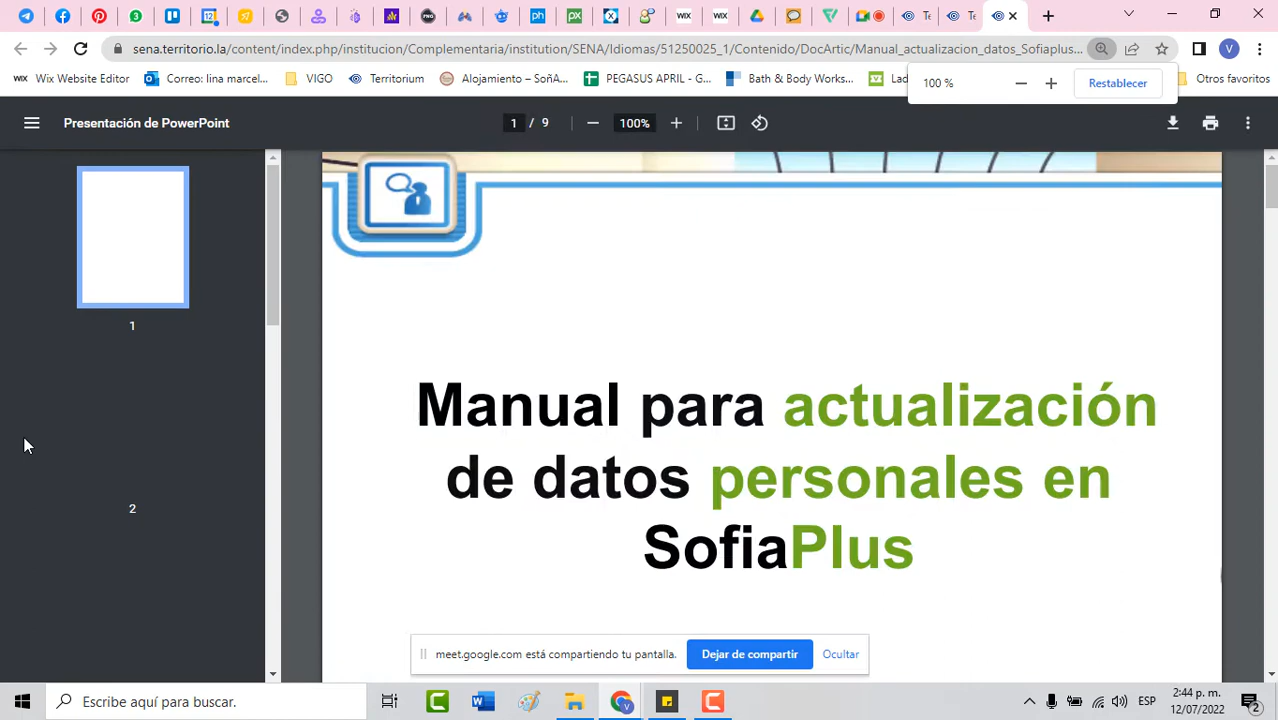 sena.territorio.la/content/index.php/institucion/Complementaria/institution/SENA/Idiomas/51250025_1/Contenido/DocArtic/Manual_actualizacion_datos_Sofiaplus...
Wix Website Editor
Correo: lina marcel...
VIGO
Territorium
Alojamiento – SoñA...
PEGASUS APRIL - G...
Bath & Body Works...
Lad
Otros favoritos
100 %
Restablecer
Presentación de PowerPoint
1 / 9
100%
1
2
Manual para actualización
de datos personales en
SofiaPlus
meet.google.com está compartiendo tu pantalla.
Dejar de compartir
Ocultar
Escribe aquí para buscar.
ESP
2:44 p. m.
12/07/2022
2